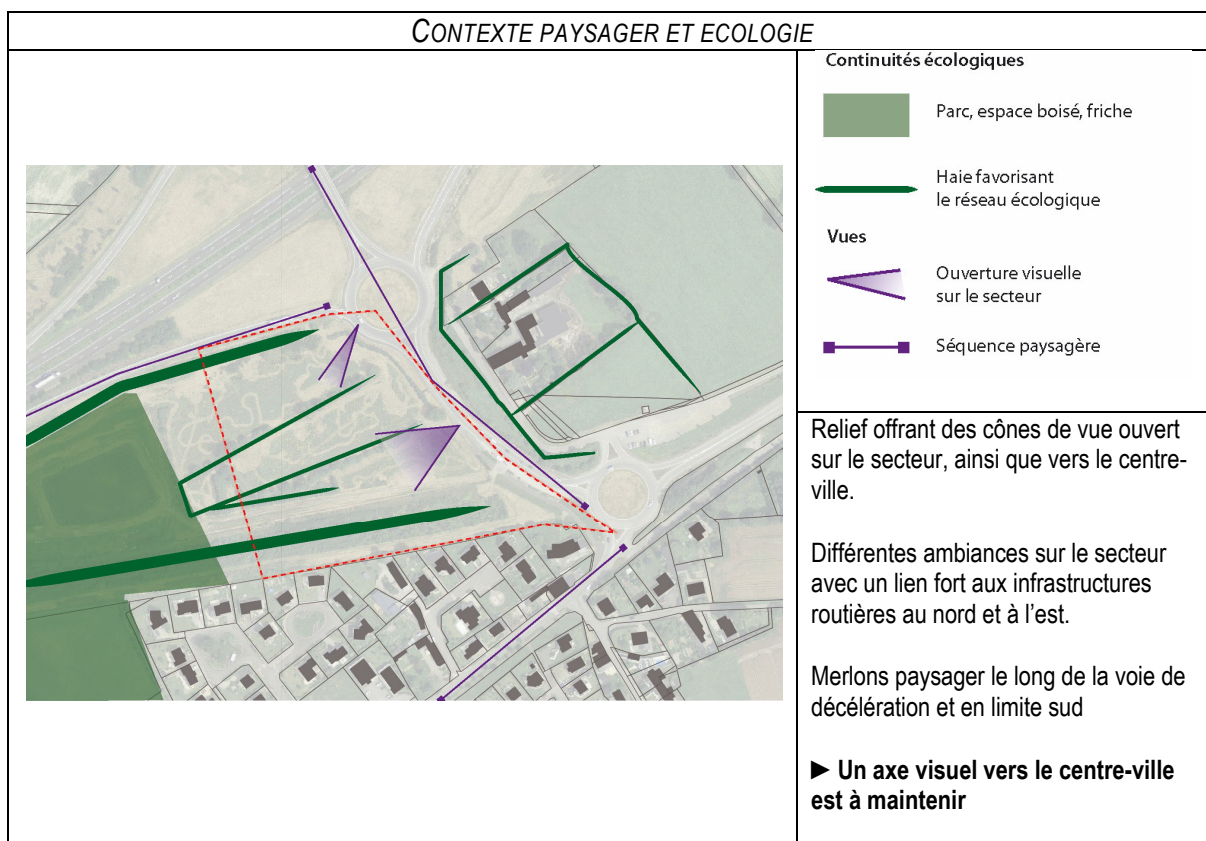 CONTEXTE PAYSAGER ET ECOLOGIE
Continuités écologiques
Parc, espace boisé, friche
Haie favorisant
le réseau écologique
Vues
Ouverture visuelle
sur le secteur
Séquence paysagère
Relief offrant des cônes de vue ouvert
sur le secteur, ainsi que vers le centre-
ville.
Différentes ambiances sur le secteur
avec un lien fort aux infrastructures
routières au nord et à l'est.
Merlons paysager le long de la voie de
décélération et en limite sud
► Un axe visuel vers le centre-ville
est à maintenir